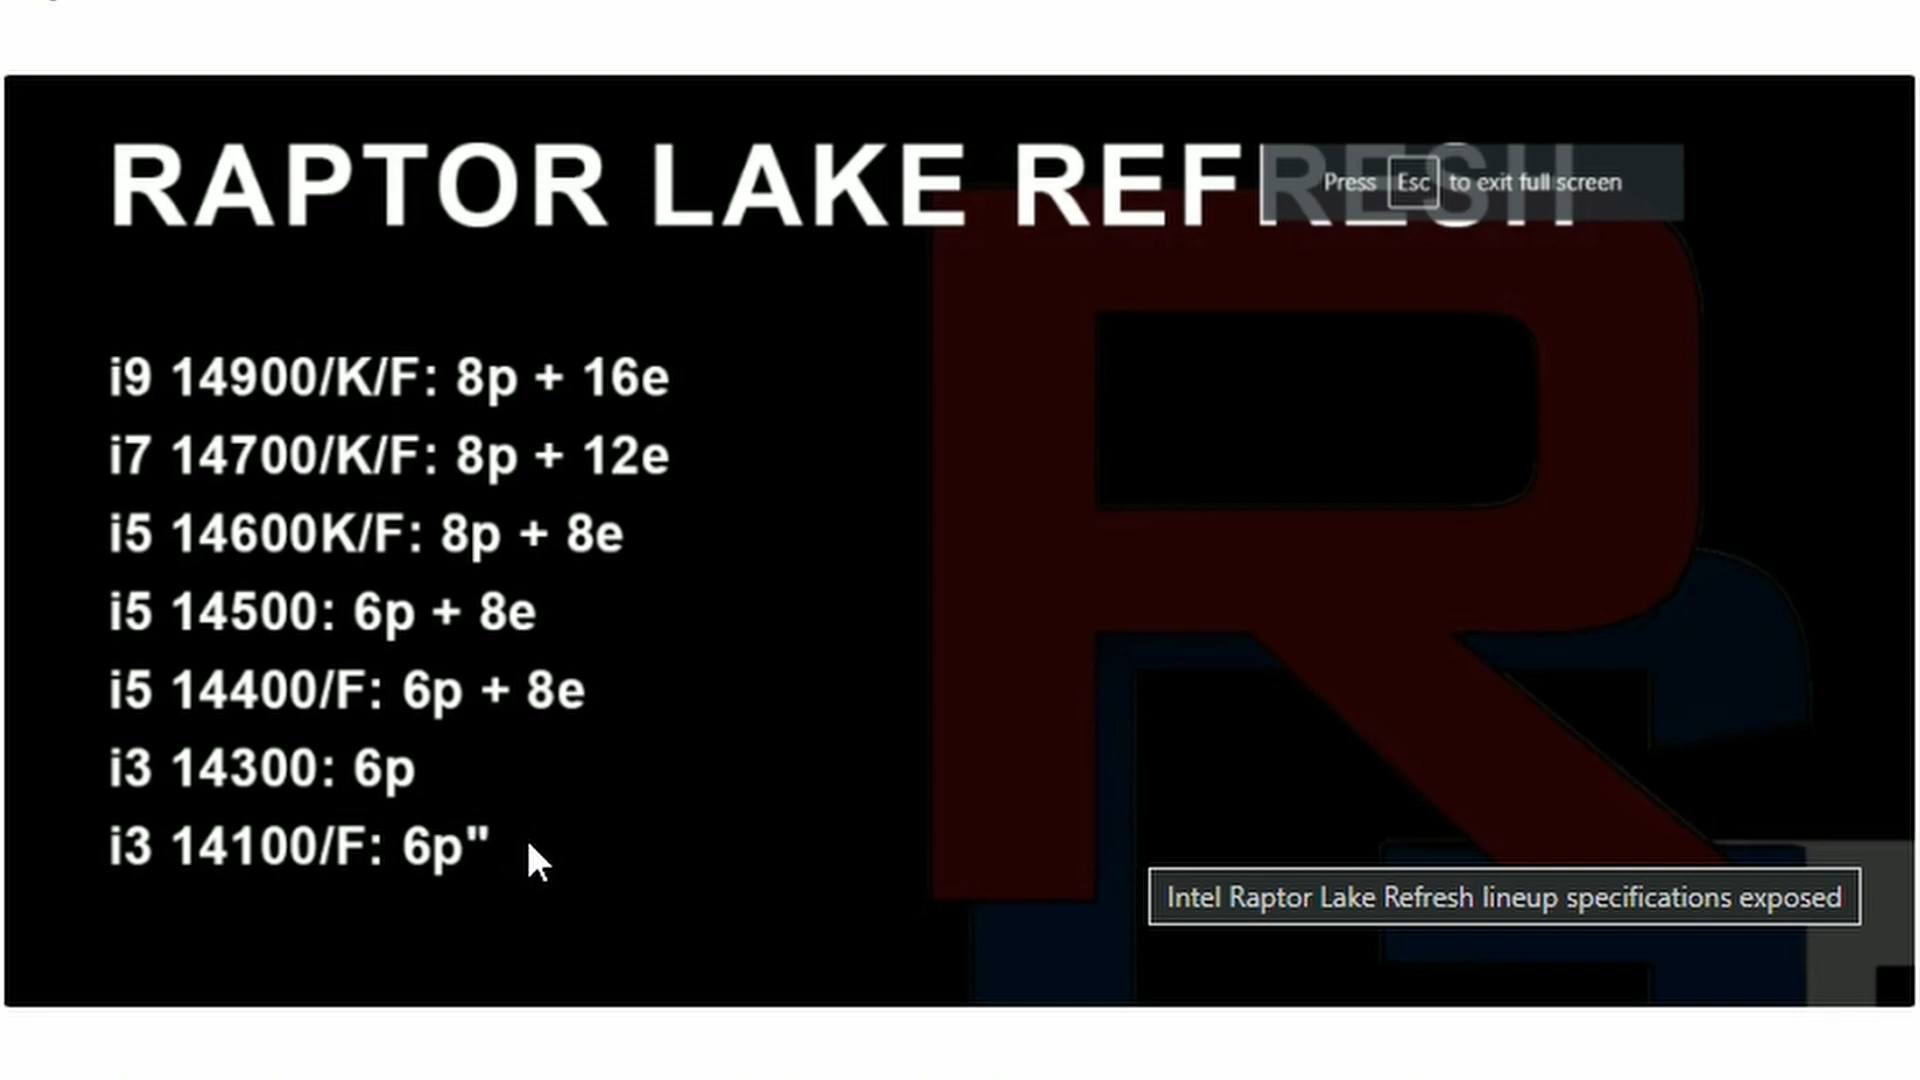 RAPTOR LAKE REFRESH
Press Esc to exit full screen
i9 14900/K/F: 8p + 16e
i7 14700/K/F: 8p + 12e
i5 14600K/F: 8p + 8e
i5 14500: 6p + 8e
i5 14400/F: 6p + 8e
i3 14300: 6p
i3 14100/F: 6p"
Intel Raptor Lake Refresh lineup specifications exposed